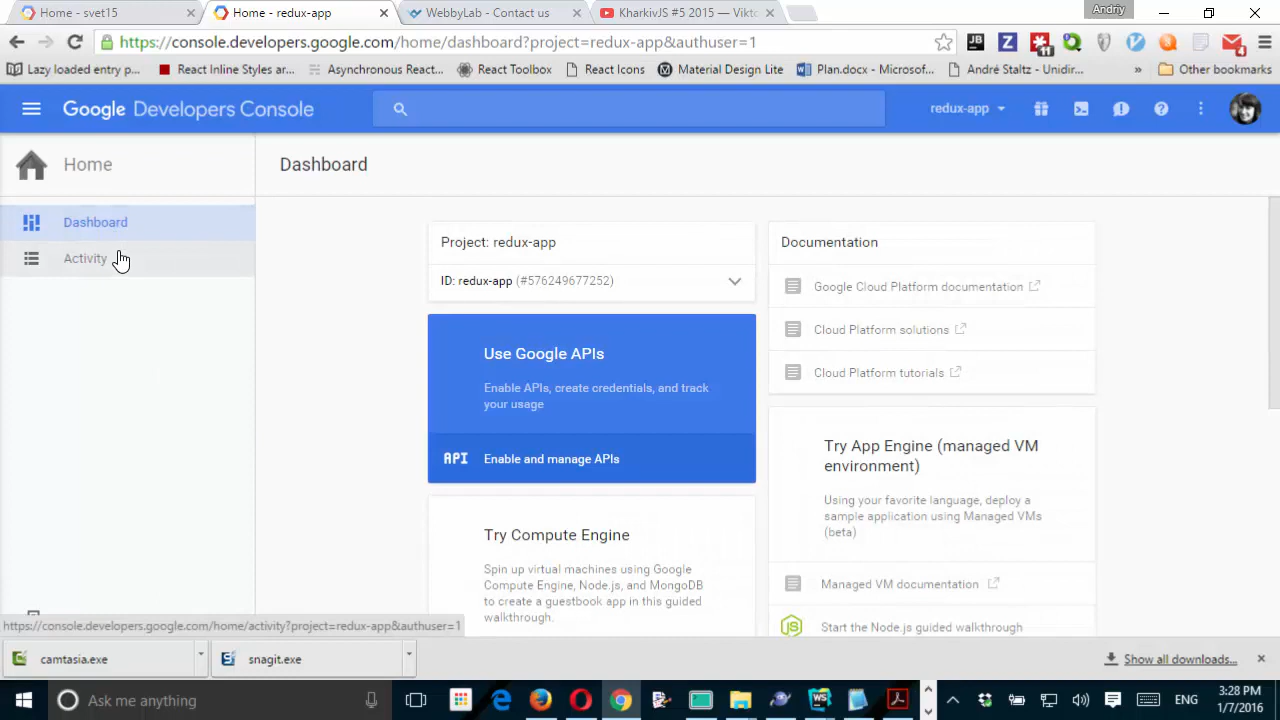 Andriy
Home - svet15
Home - redux-app
WebbyLab - Contact us
KharkivJS #5 2015 — Vikt
https://console.developers.google.com/home/dashboard?project=redux-app&authuser=1
JB
Z
11
4
Lazy loaded entry p...
React Inline Styles ar...
Asynchronous React...
React Toolbox
React Icons
Material Design Lite
Plan.docx - Microsof...
André Staltz - Unidir...
»
Other bookmarks
Google Developers Console
redux-app
Home
Dashboard
Dashboard
Activity
Project: redux-app
ID: redux-app (#576249677252)
Use Google APIs
Enable APIs, create credentials, and track
your usage
API
Enable and manage APIs
Try Compute Engine
Spin up virtual machines using Google
Compute Engine, Node.js, and MongoDB
to create a guestbook app in this guided
walkthrough.
Documentation
Google Cloud Platform documentation
Cloud Platform solutions
Cloud Platform tutorials
Try App Engine (managed VM
environment)
Using your favorite language, deploy a
sample application using Managed VMs
(beta)
Managed VM documentation
Start the Node.js guided walkthrough
https://console.developers.google.com/home/activity?project=redux-app&authuser=1
camtasia.exe
snagit.exe
Show all downloads...
Ask me anything
ENG
3:28 PM
1/7/2016